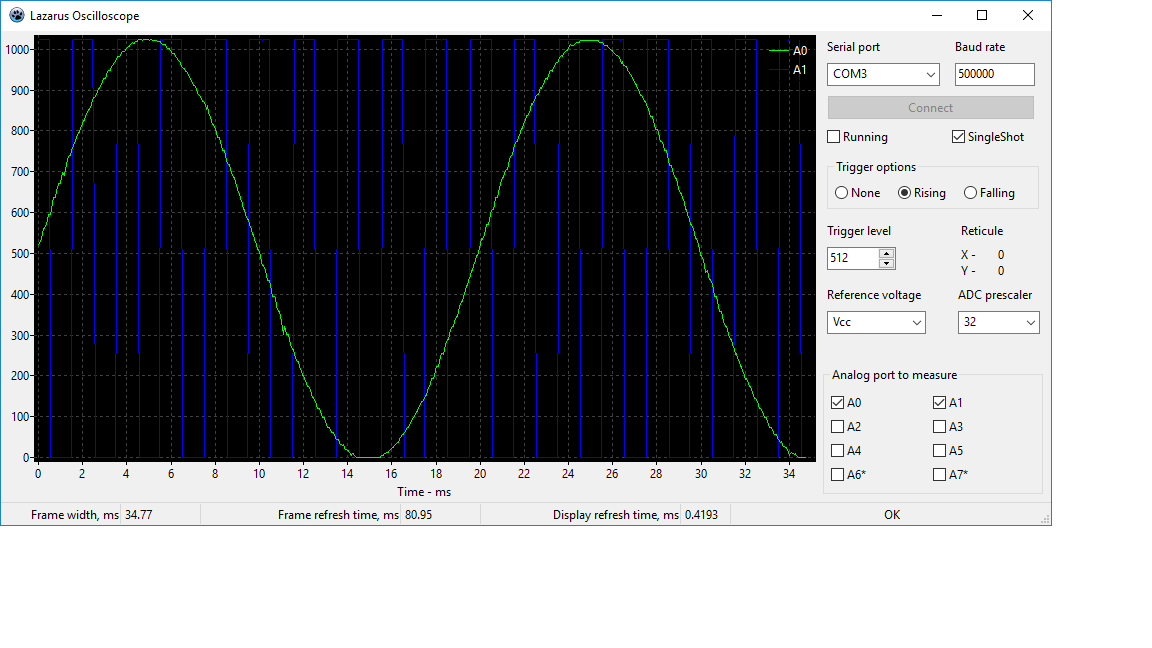 Lazarus Oscilloscope
1000
900
800
700
600
500
400
300
200
100
0
A0
A1
0 2 4 6 8 10 12 14 16 18 20 22 24 26 28 30 32 34
Time - ms
Serial port Baud rate
COM3 500000
Connect
Running SingleShot
Trigger options
None Rising Falling
Trigger level Reticule
512
X - 0
Y - 0
Reference voltage ADC prescaler
Vcc 32
Analog port to measure
A0 A1
A2 A3
A4 A5
A6* A7*
Frame width, ms 34.77 Frame refresh time, ms 80.95 Display refresh time, ms 0.4193 OK